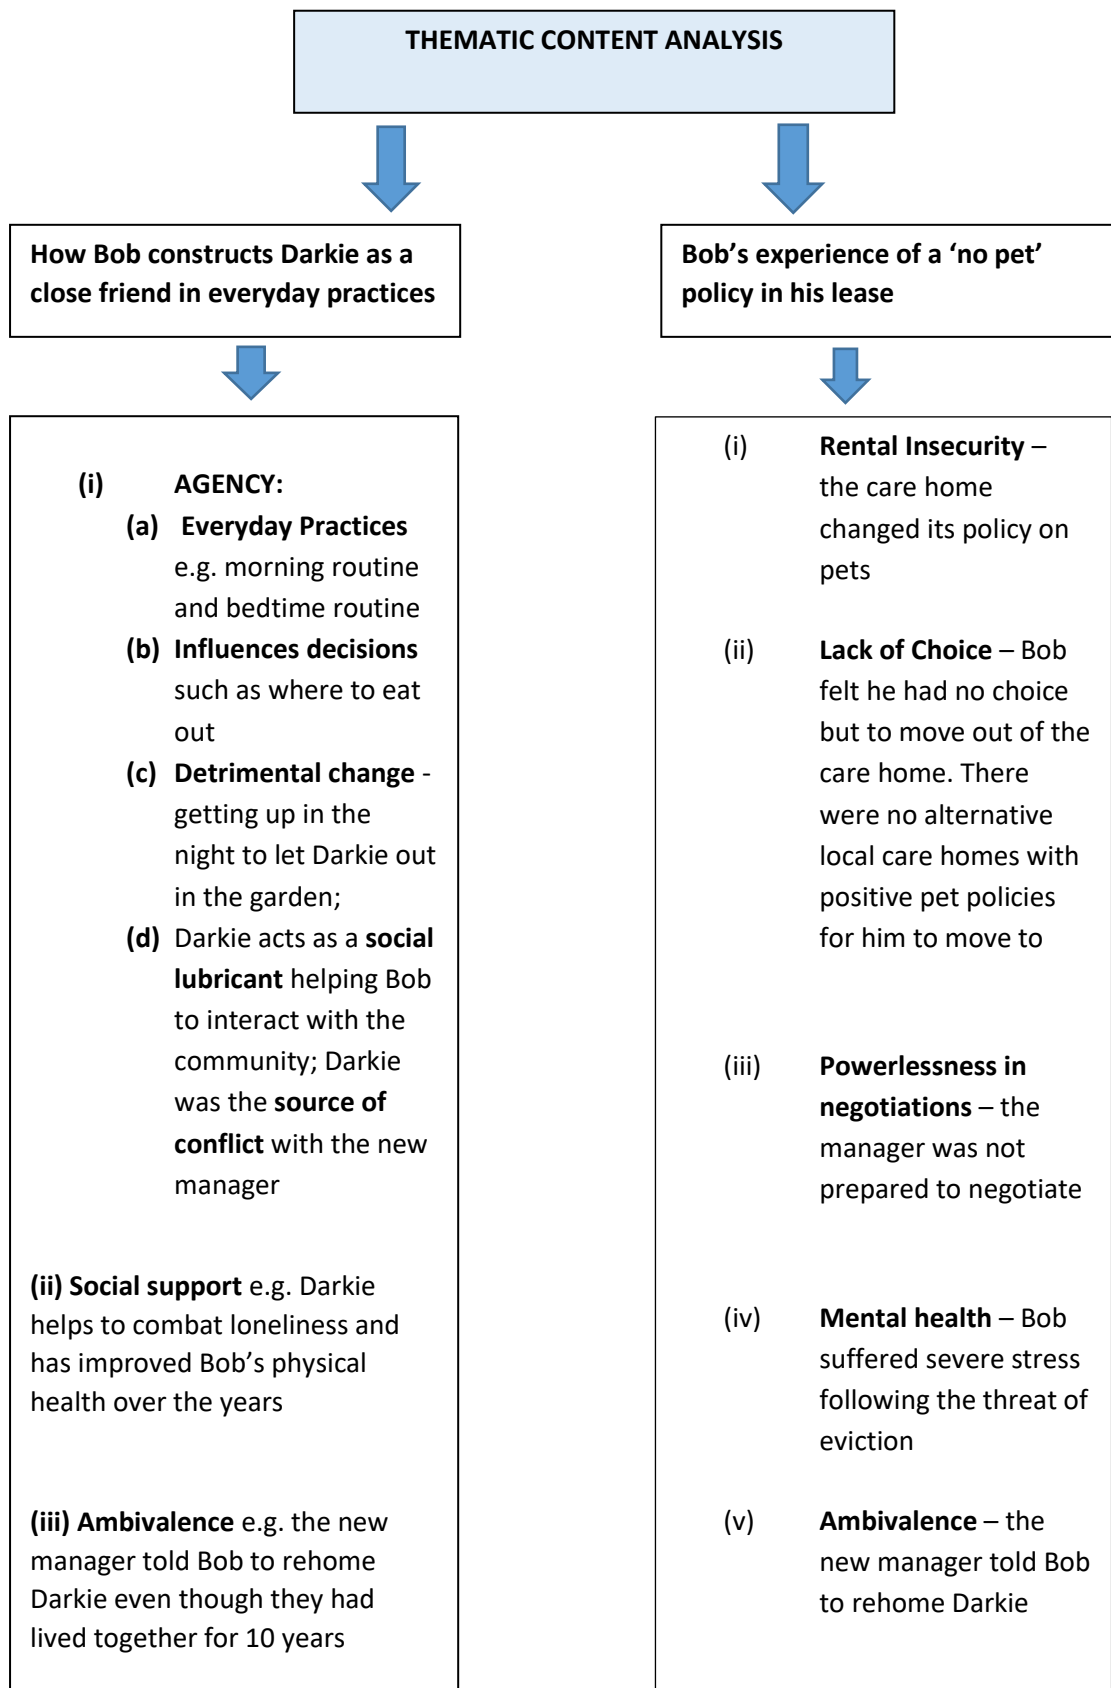 THEMATIC CONTENT ANALYSIS
How Bob constructs Darkie as a
close friend in everyday practices
(i) AGENCY:
(a) Everyday Practices
e.g. morning routine
and bedtime routine
(b) Influences decisions
such as where to eat
out
(c) Detrimental change -
getting up in the
night to let Darkie out
in the garden;
(d) Darkie acts as a social
lubricant helping Bob
to interact with the
community; Darkie
was the source of
conflict with the new
manager
(ii) Social support e.g. Darkie
helps to combat loneliness and
has improved Bob’s physical
health over the years
(iii) Ambivalence e.g. the new
manager told Bob to rehome
Darkie even though they had
lived together for 10 years
Bob’s experience of a ‘no pet’
policy in his lease
(i) Rental Insecurity –
the care home
changed its policy on
pets
(ii) Lack of Choice – Bob
felt he had no choice
but to move out of the
care home. There
were no alternative
local care homes with
positive pet policies
for him to move to
(iii) Powerlessness in
negotiations – the
manager was not
prepared to negotiate
(iv) Mental health – Bob
suffered severe stress
following the threat of
eviction
(v) Ambivalence – the
new manager told Bob
to rehome Darkie